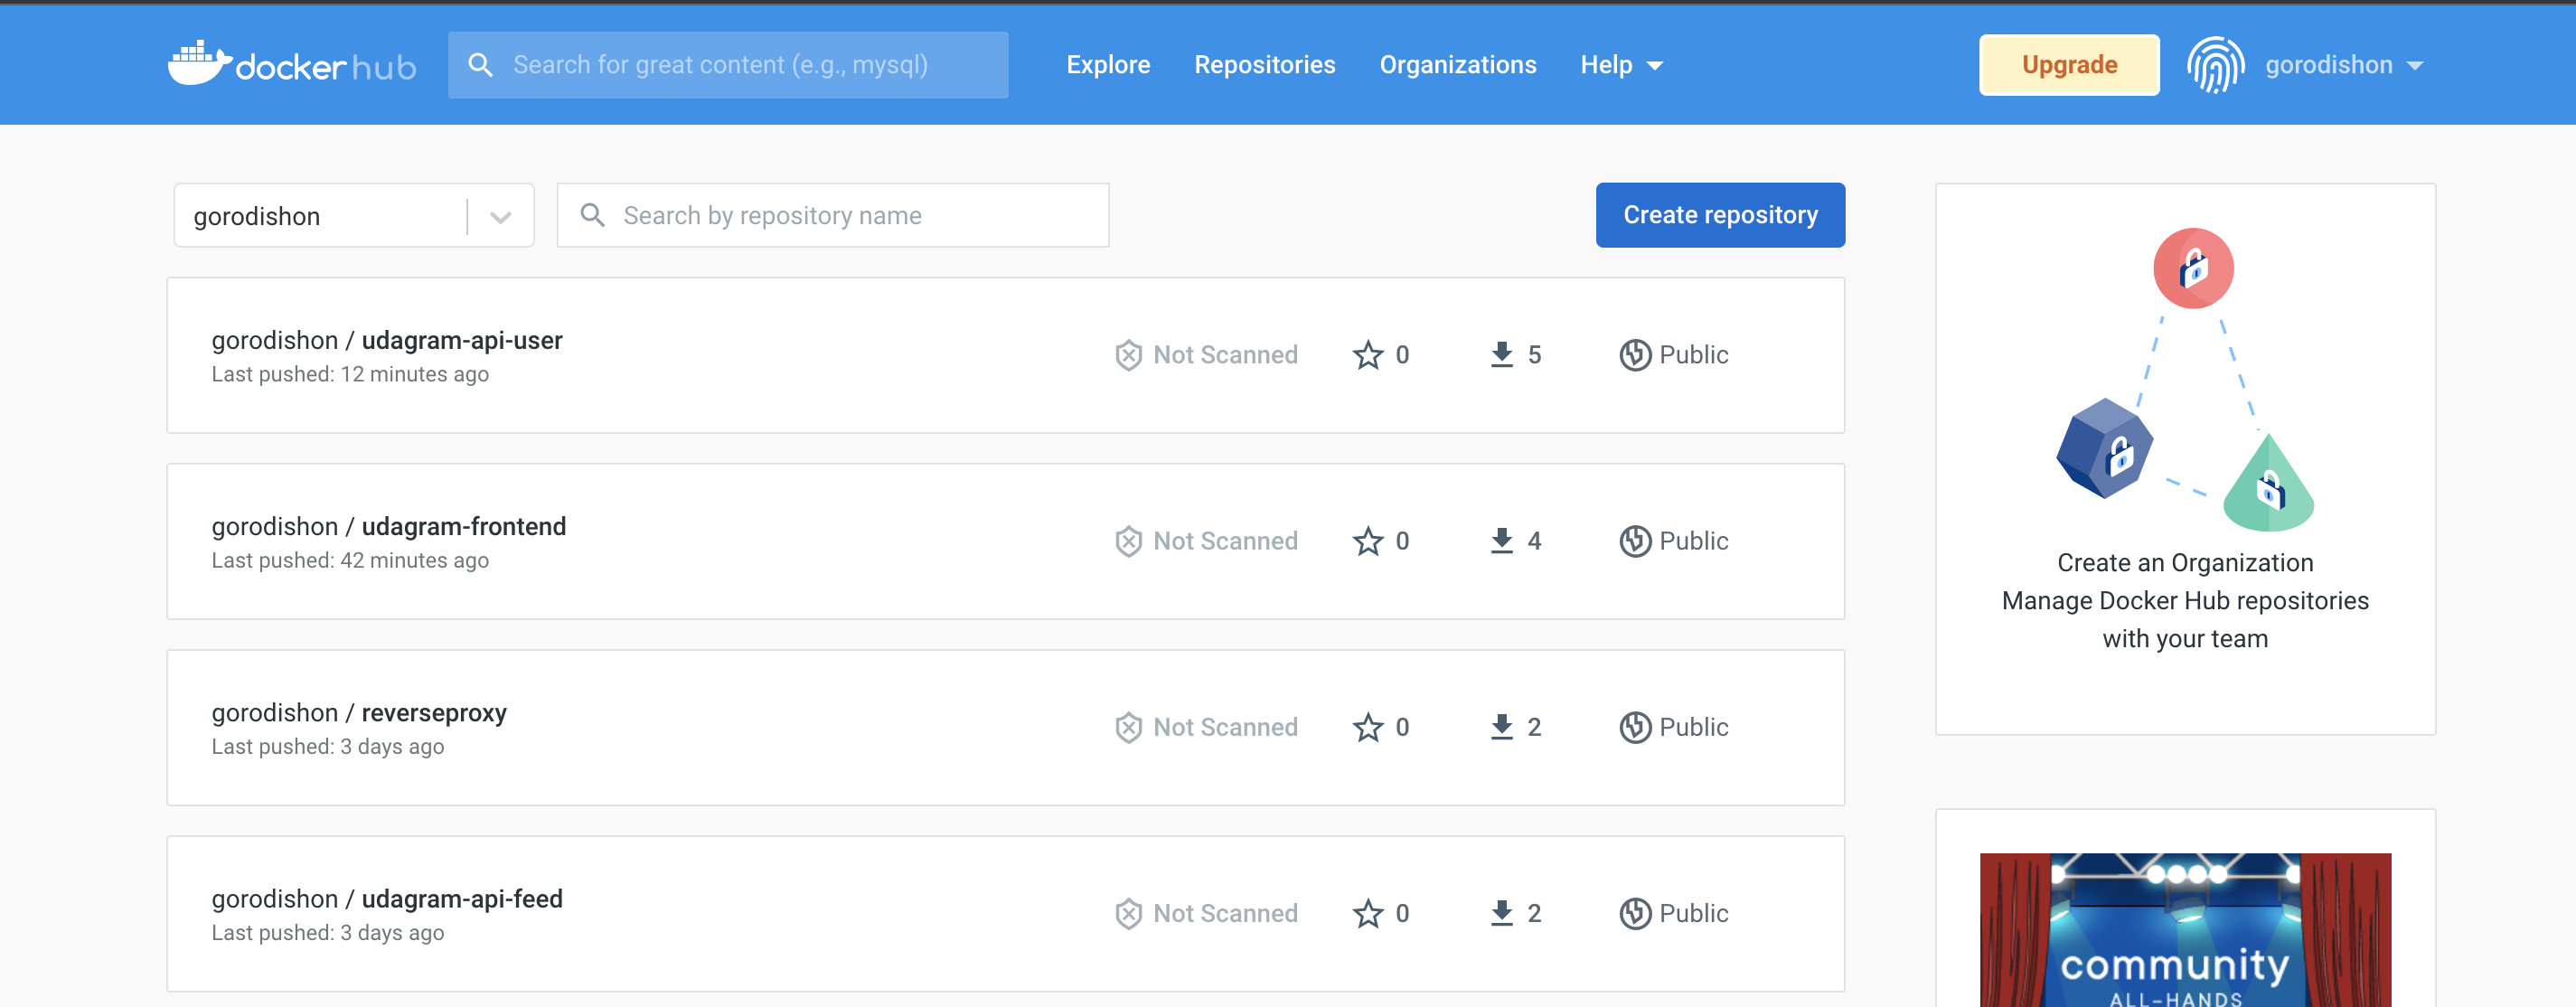 docker hub
Search for great content (e.g., mysql)
Explore
Repositories
Organizations
Help
Upgrade
gorodishon
gorodishon
Search by repository name
Create repository
gorodishon / udagram-api-user
Last pushed: 12 minutes ago
Not Scanned
0
5
Public
gorodishon / udagram-frontend
Last pushed: 42 minutes ago
Not Scanned
0
4
Public
gorodishon / reverseproxy
Last pushed: 3 days ago
Not Scanned
0
2
Public
gorodishon / udagram-api-feed
Last pushed: 3 days ago
Not Scanned
0
2
Public
Create an Organization
Manage Docker Hub repositories
with your team
community
ALL-HANDS